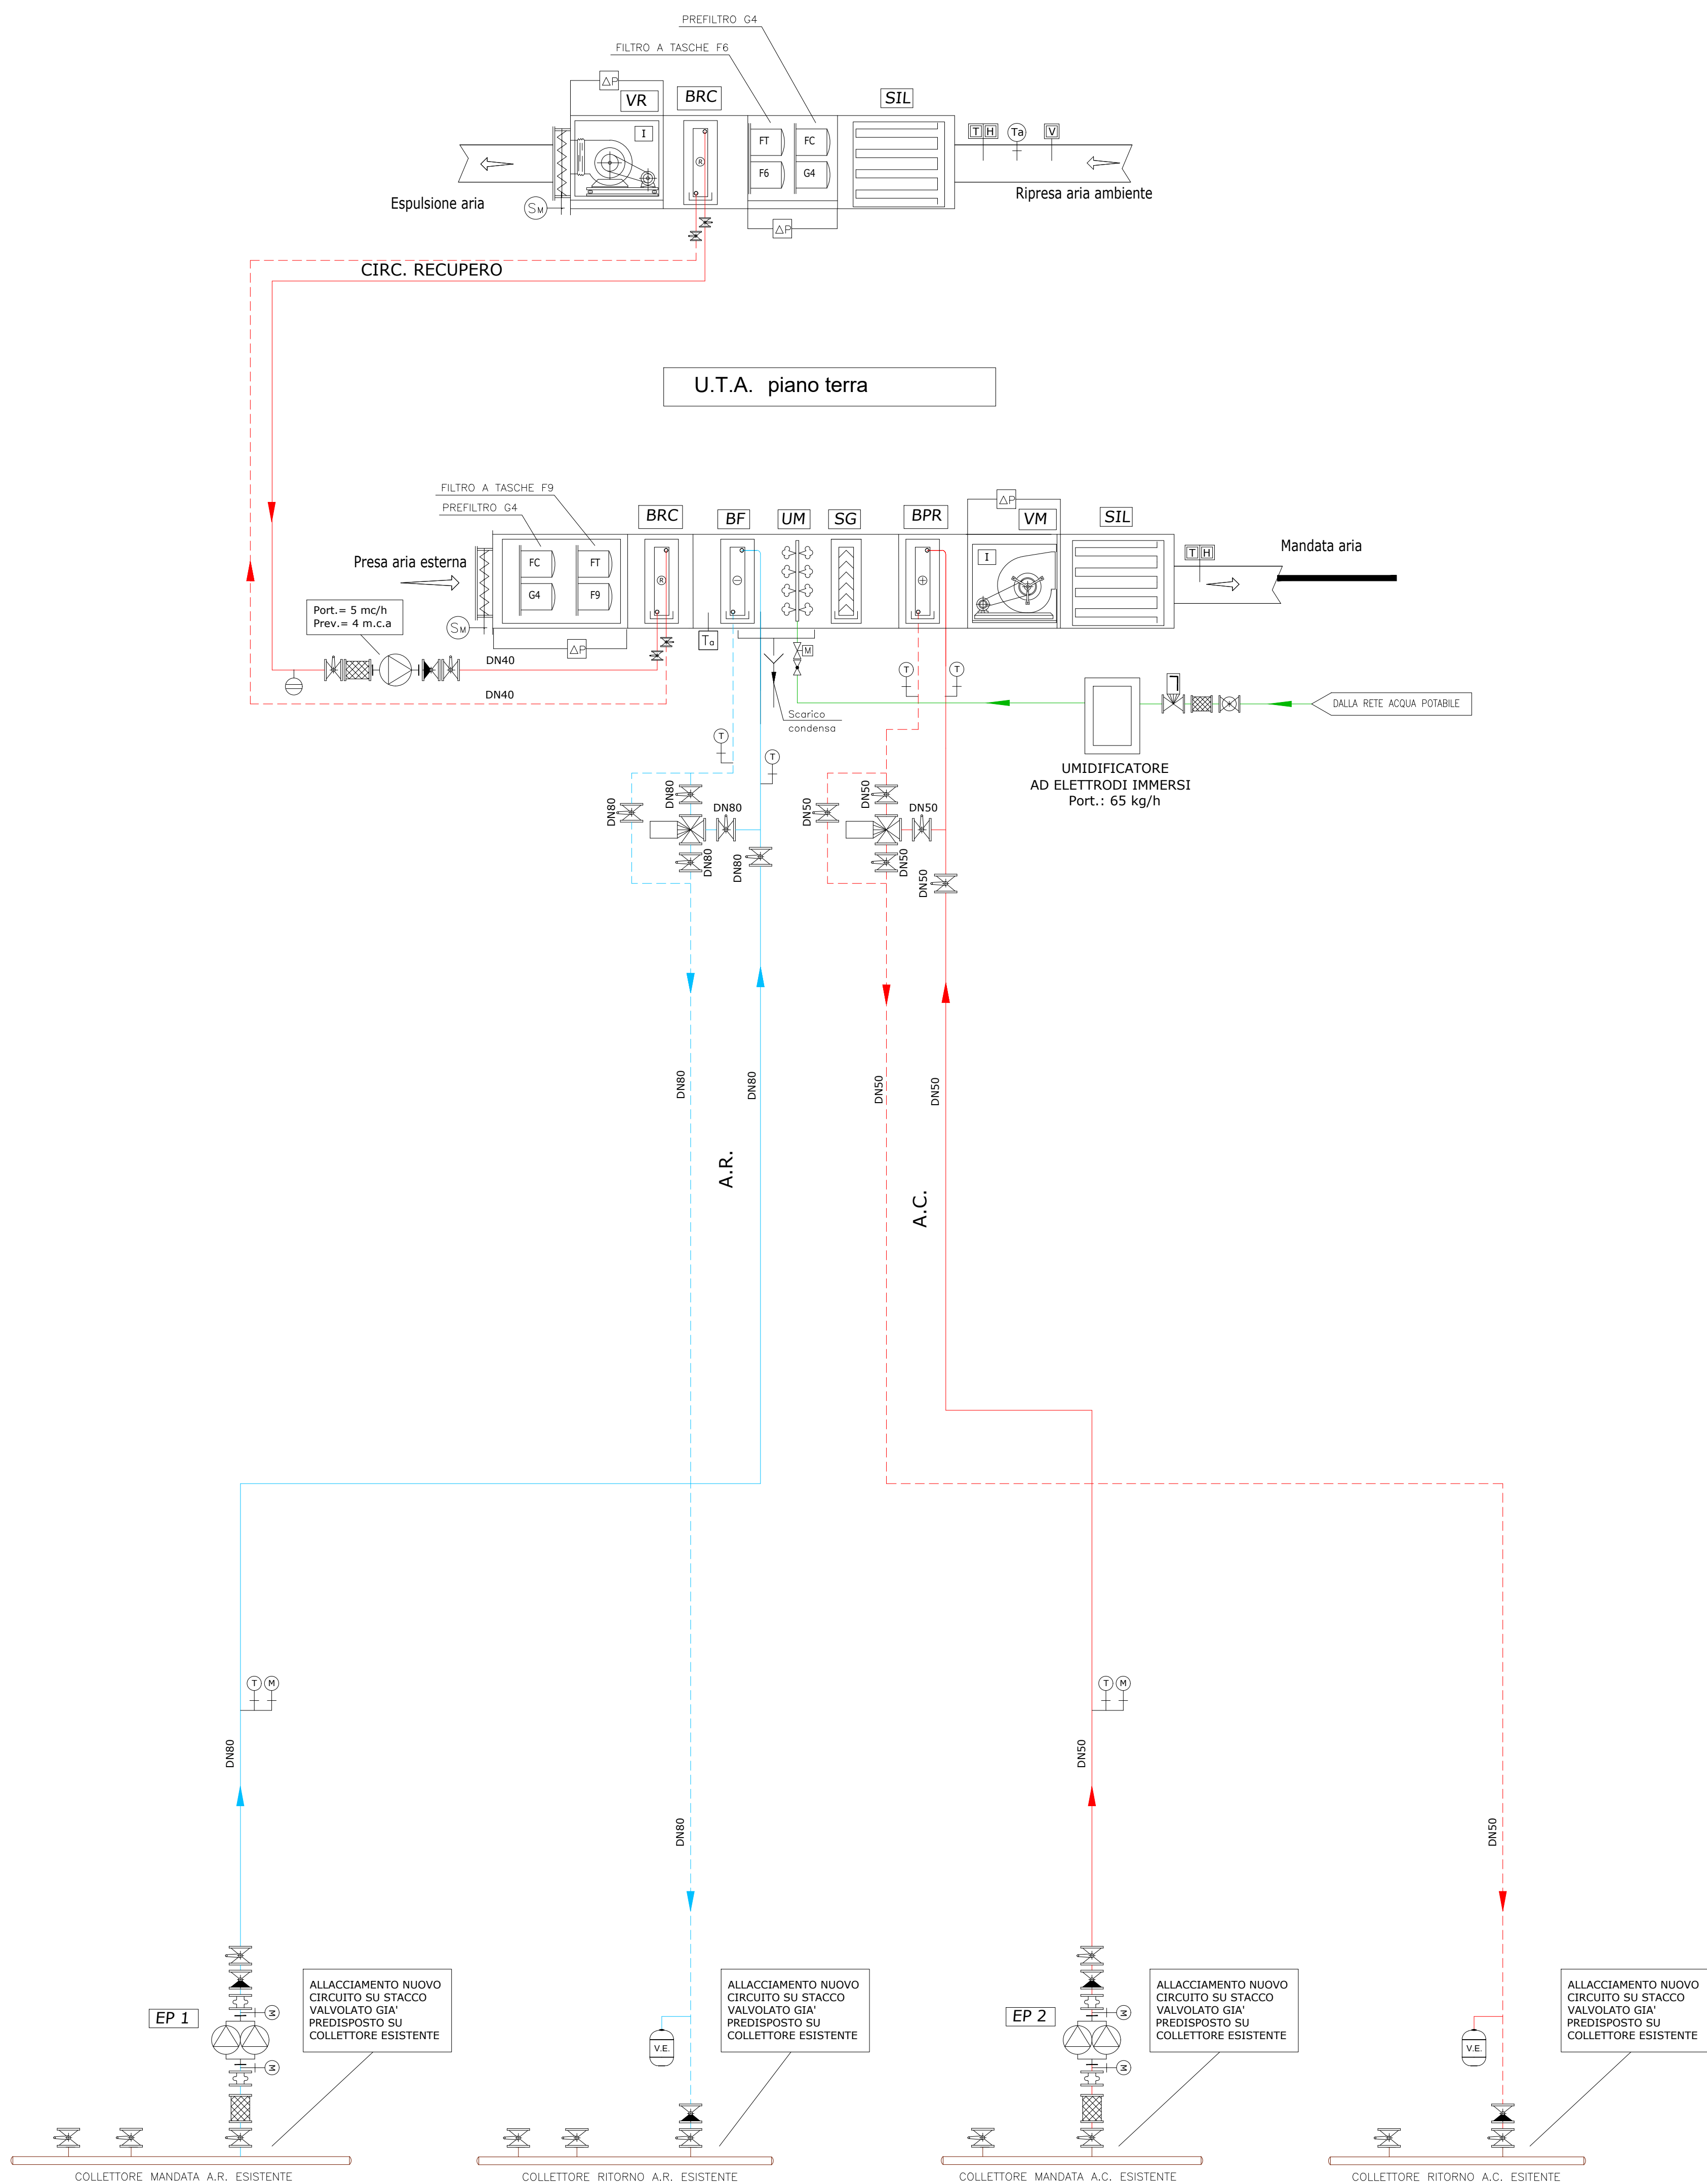 PREFILTRO G4
FILTRO A TASCHE F6
△P
VR
BRC
SIL
I
FT
FC
F6
G4
R
T H
Ta
V
Espulsione aria
SM
Ripresa aria ambiente
△P
CIRC. RECUPERO
U.T.A. piano terra
FILTRO A TASCHE F9
PREFILTRO G4
△P
BRC
BF
UM
SG
BPR
VM
SIL
Presa aria esterna
FC
FT
G4
F9
R
I
T H
Mandata aria
Port.= 5 mc/h
Prev.= 4 m.c.a
SM
△P
Ta
M
DN40
DN40
T
T
Scarico
condensa
DALLA RETE ACQUA POTABILE
UMIDIFICATORE
AD ELETTRODI IMMERSI
Port.: 65 kg/h
T
T
DN80
DN80
DN80
DN80
DN80
DN50
DN50
DN50
DN50
DN50
DN80
DN80
DN50
DN50
A.R.
A.C.
T M
T M
DN80
DN50
DN80
DN50
EP 1
M
M
ALLACCIAMENTO NUOVO
CIRCUITO SU STACCO
VALVOLATO GIA'
PREDISPOSTO SU
COLLETTORE ESISTENTE
V.E.
ALLACCIAMENTO NUOVO
CIRCUITO SU STACCO
VALVOLATO GIA'
PREDISPOSTO SU
COLLETTORE ESISTENTE
EP 2
M
M
ALLACCIAMENTO NUOVO
CIRCUITO SU STACCO
VALVOLATO GIA'
PREDISPOSTO SU
COLLETTORE ESISTENTE
V.E.
ALLACCIAMENTO NUOVO
CIRCUITO SU STACCO
VALVOLATO GIA'
PREDISPOSTO SU
COLLETTORE ESISTENTE
COLLETTORE MANDATA A.R. ESISTENTE
COLLETTORE RITORNO A.R. ESISTENTE
COLLETTORE MANDATA A.C. ESISTENTE
COLLETTORE RITORNO A.C. ESITENTE